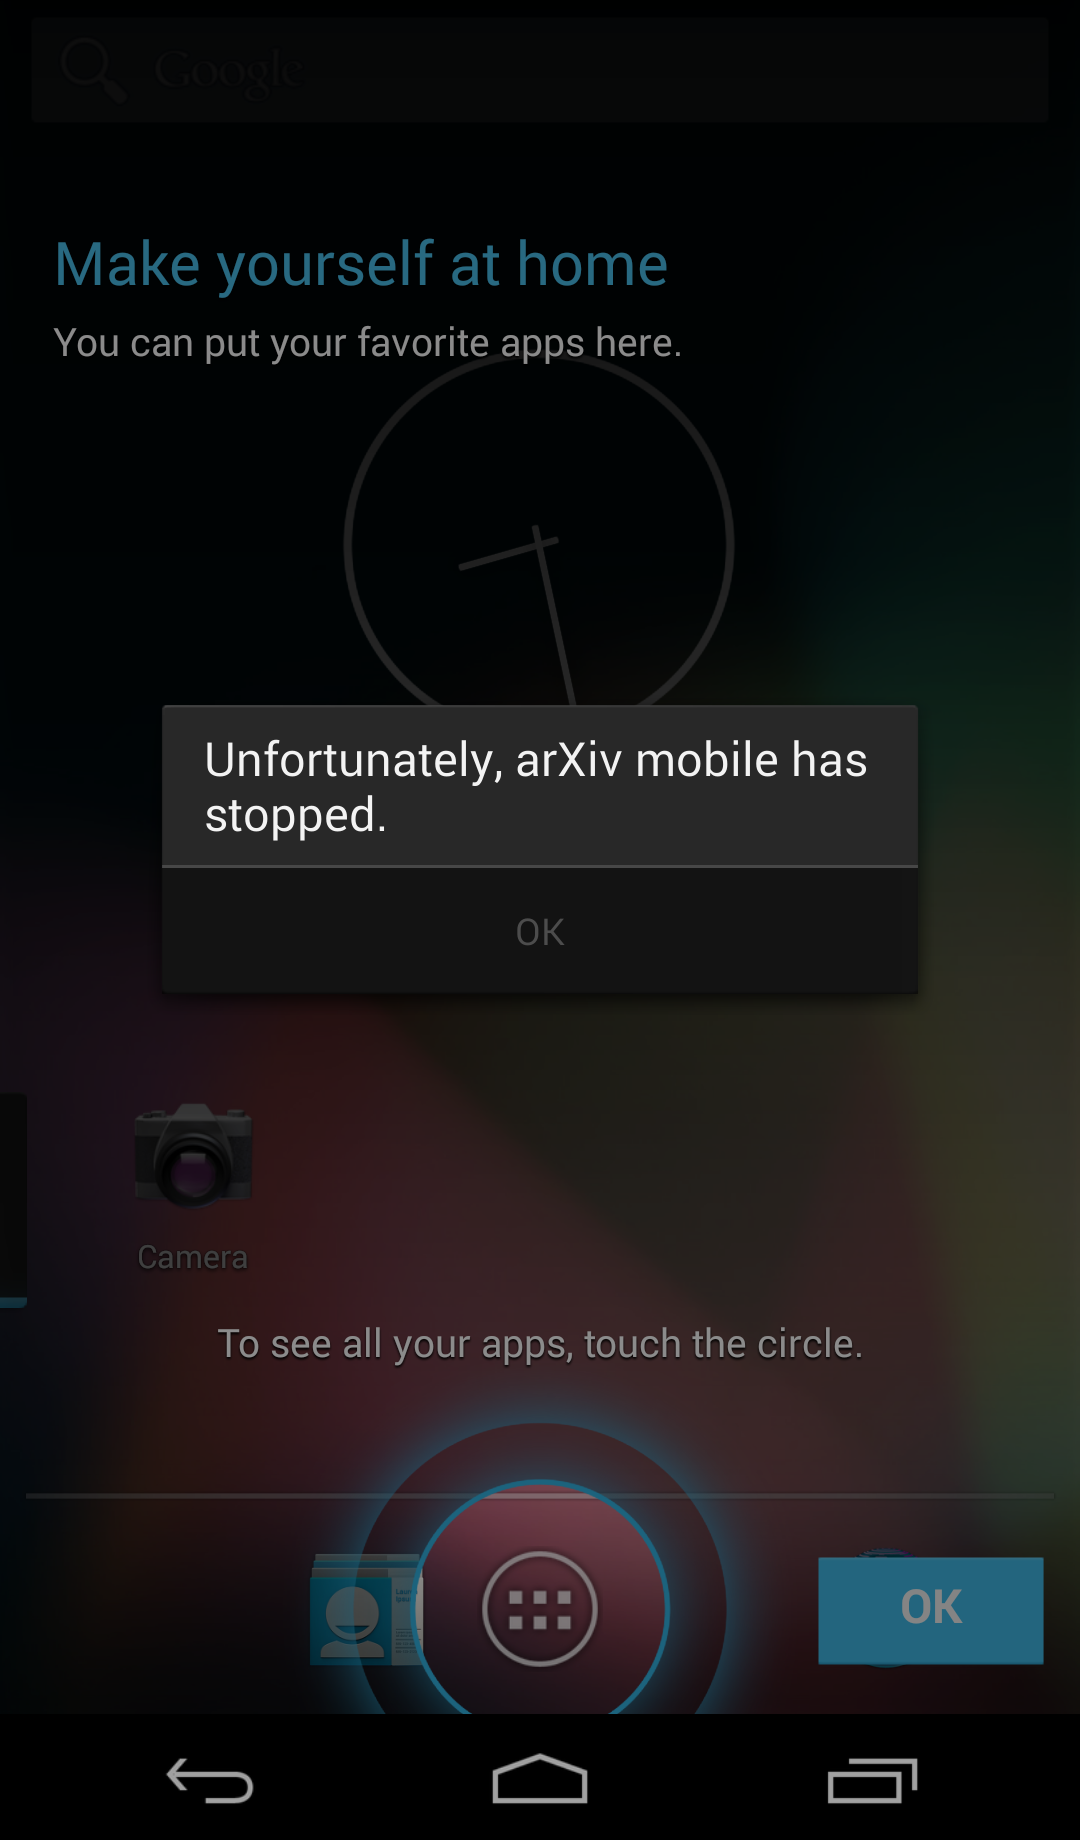 Google
Make yourself at home
You can put your favorite apps here.
Unfortunately, arXiv mobile has
stopped.
OK
Camera
To see all your apps, touch the circle.
OK